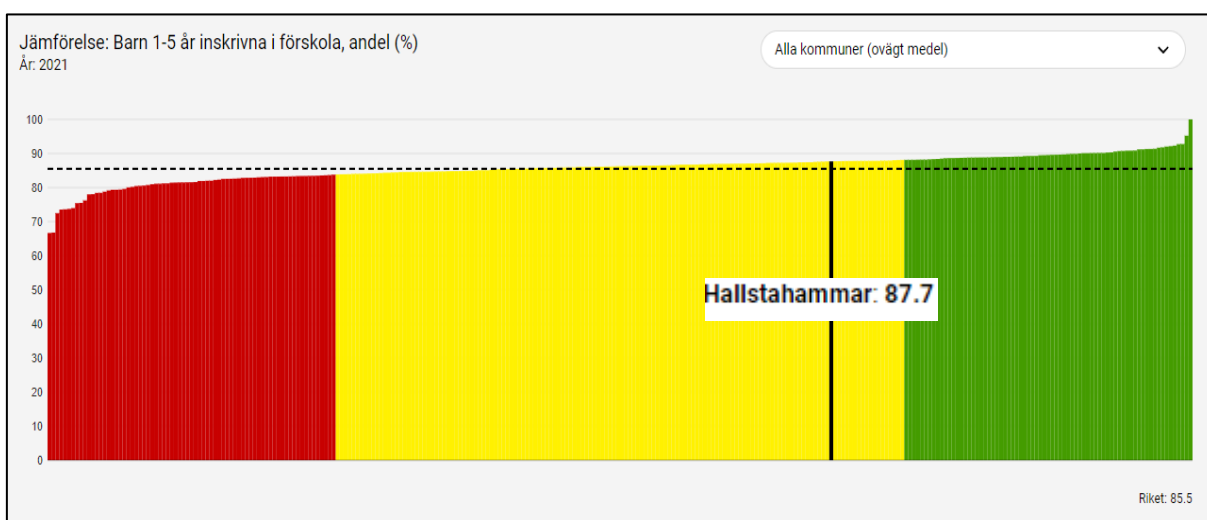 Jämförelse: Barn 1-5 år inskrivna i förskola, andel (%)
År: 2021
Alla kommuner (ovägt medel)
100
90
80
70
60
50
40
30
20
10
0
Hallstahammar: 87.7
Riket: 85.5